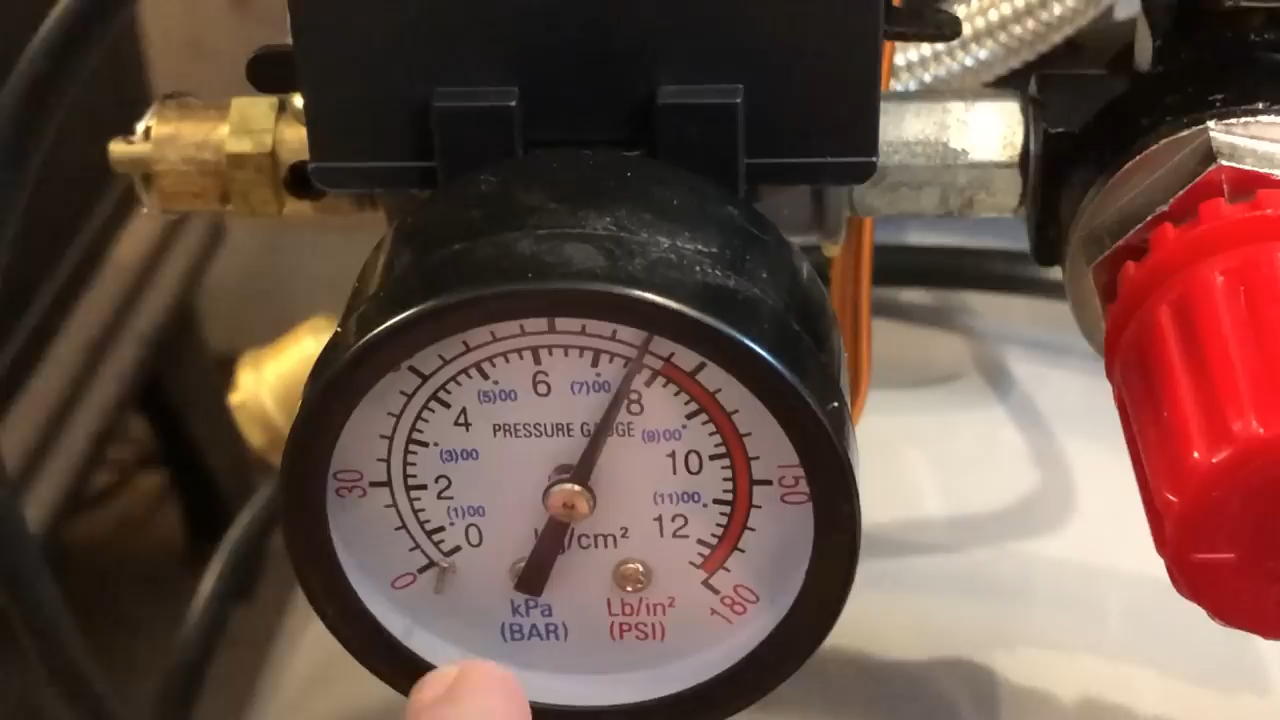 (5)00 6 (7)00
4 8
PRESSURE GAUGE
(3)00 (9)00
30 2 10 150
(1)00 (11)00
0 12
kg/cm²
0 180
kPa Lb/in²
(BAR) (PSI)